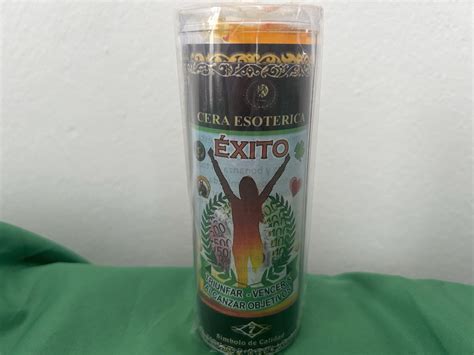 CERA ESOTERICA
ÉXITO
TRIUNFAR - VENCER
ALCANZAR OBJETIVOS
Símbolo de Calidad